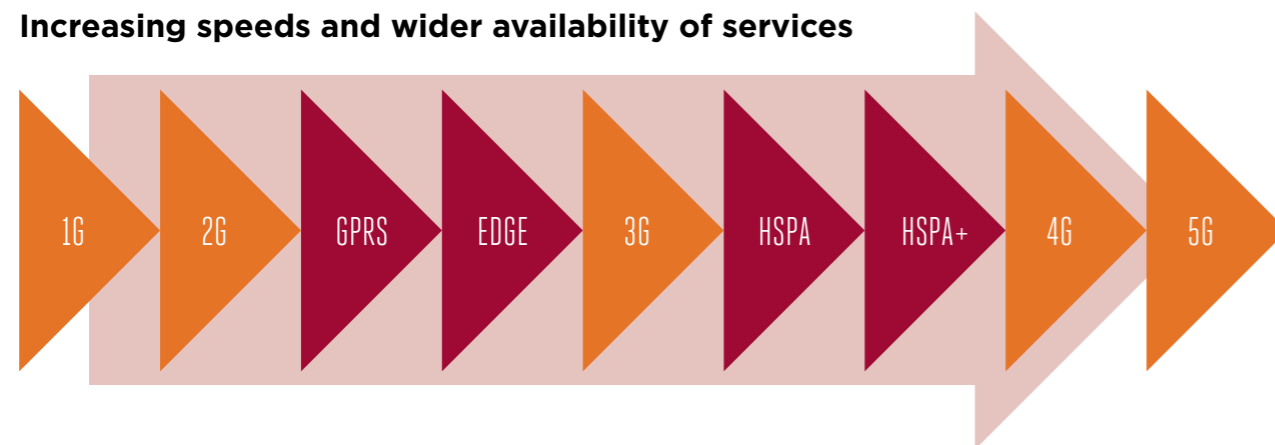 Increasing speeds and wider availability of services
1G 2G GPRS EDGE 3G HSPA HSPA+ 4G 5G